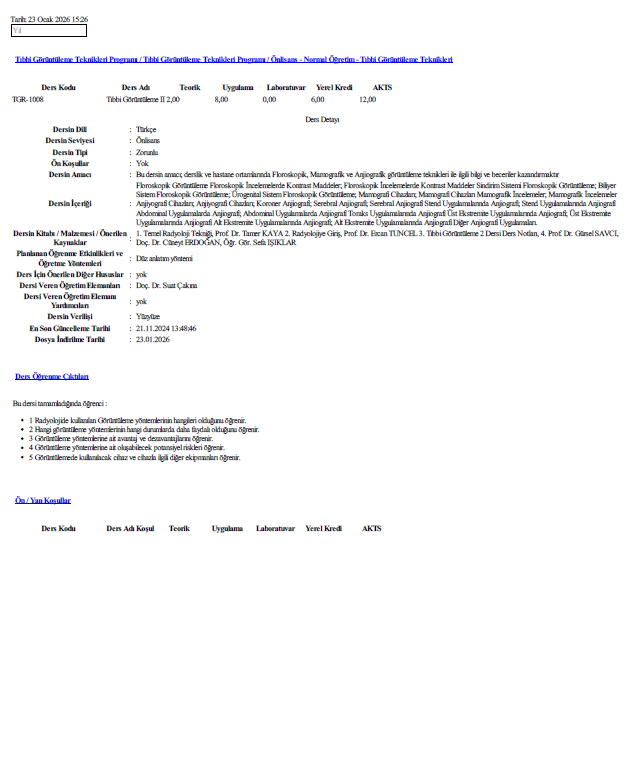 Tarih: 23 Ocak 2026 15:26
Yıl
Tıbbi Görüntüleme Teknikleri Programı / Tıbbi Görüntüleme Teknikleri Programı / Önlisans - Normal Öğretim - Tıbbi Görüntüleme Teknikleri
Ders Kodu Ders Adı Teorik Uygulama Laboratuvar Yerel Kredi AKTS
TGR-1008 Tıbbi Görüntüleme II 2,00 8,00 0,00 6,00 12,00
Ders Detayı
Dersin Dili : Türkçe
Dersin Seviyesi : Önlisans
Dersin Tipi : Zorunlu
Ön Koşullar : Yok
Dersin Amacı : Bu dersin amacı; derslik ve hastane ortamlarında Floroskopik, Mamografik ve Anjiografik görüntüleme teknikleri ile ilgili bilgi ve beceriler kazandırmaktır
Dersin İçeriği : Floroskopik Görüntüleme Floroskopik İncelemelerde Kontrast Maddeler; Floroskopik İncelemelerde Kontrast Maddeler Sindirim Sistemi Floroskopik Görüntüleme; Biliyer
Sistem Floroskopik Görüntüleme; Ürogenital Sistem Floroskopik Görüntüleme; Mamografi Cihazları; Mamografi Cihazları Mamografik İncelemeler; Mamografik İncelemeler
Anjiyografi Cihazları; Anjiyografi Cihazları; Koroner Anjiografi; Serebral Anjiografi; Serebral Anjiografi Stend Uygulamalarında Anjiografi; Stend Uygulamalarında Anjiografi
Abdominal Uygulamalarda Anjiografi; Abdominal Uygulamalarda Anjiografi Toraks Uygulamalarında Anjiografi Üst Ekstremite Uygulamalarında Anjiografi; Üst Ekstremite
Uygulamalarında Anjiografi Alt Ekstremite Uygulamalarında Anjiografi; Alt Ekstremite Uygulamalarında Anjiografi Diğer Anjiografi Uygulamaları.
Dersin Kitabı / Malzemesi / Önerilen Kaynaklar : 1. Temel Radyoloji Tekniği, Prof. Dr. Tamer KAYA 2. Radyolojiye Giriş, Prof. Dr. Ercan TUNCEL 3. Tıbbi Görüntüleme 2 Dersi Ders Notları, 4. Prof. Dr. Gürsel SAVCI,
Doç. Dr. Cüneyt ERDOĞAN, Öğr. Gör. Sefa IŞIKLAR
Planlanan Öğrenme Etkinlikleri ve Öğretme Yöntemleri : Düz anlatım yöntemi
Ders İçin Önerilen Diğer Hususlar : yok
Dersi Veren Öğretim Elemanları : Doç. Dr. Suat Çakına
Dersi Veren Öğretim Elemanı Yardımcıları : yok
Dersin Verilişi : Yüzyüze
En Son Güncelleme Tarihi : 21.11.2024 13:48:46
Dosya İndirilme Tarihi : 23.01.2026
Ders Öğrenme Çıktıları
Bu dersi tamamladığında öğrenci :
• 1 Radyolojide kullanılan Görüntüleme yöntemlerinin hangileri olduğunu öğrenir.
• 2 Hangi görüntüleme yöntemlerinin hangi durumlarda daha faydalı olduğunu öğrenir.
• 3 Görüntüleme yöntemlerine ait avantaj ve dezavantajlarını öğrenir.
• 4 Görüntüleme yöntemlerine ait oluşabilecek potansiyel riskleri öğrenir.
• 5 Görüntülemede kullanılacak cihaz ve cihazla ilgili diğer ekipmanları öğrenir.
Ön / Yan Koşullar
Ders Kodu Ders Adı Koşul Teorik Uygulama Laboratuvar Yerel Kredi AKTS